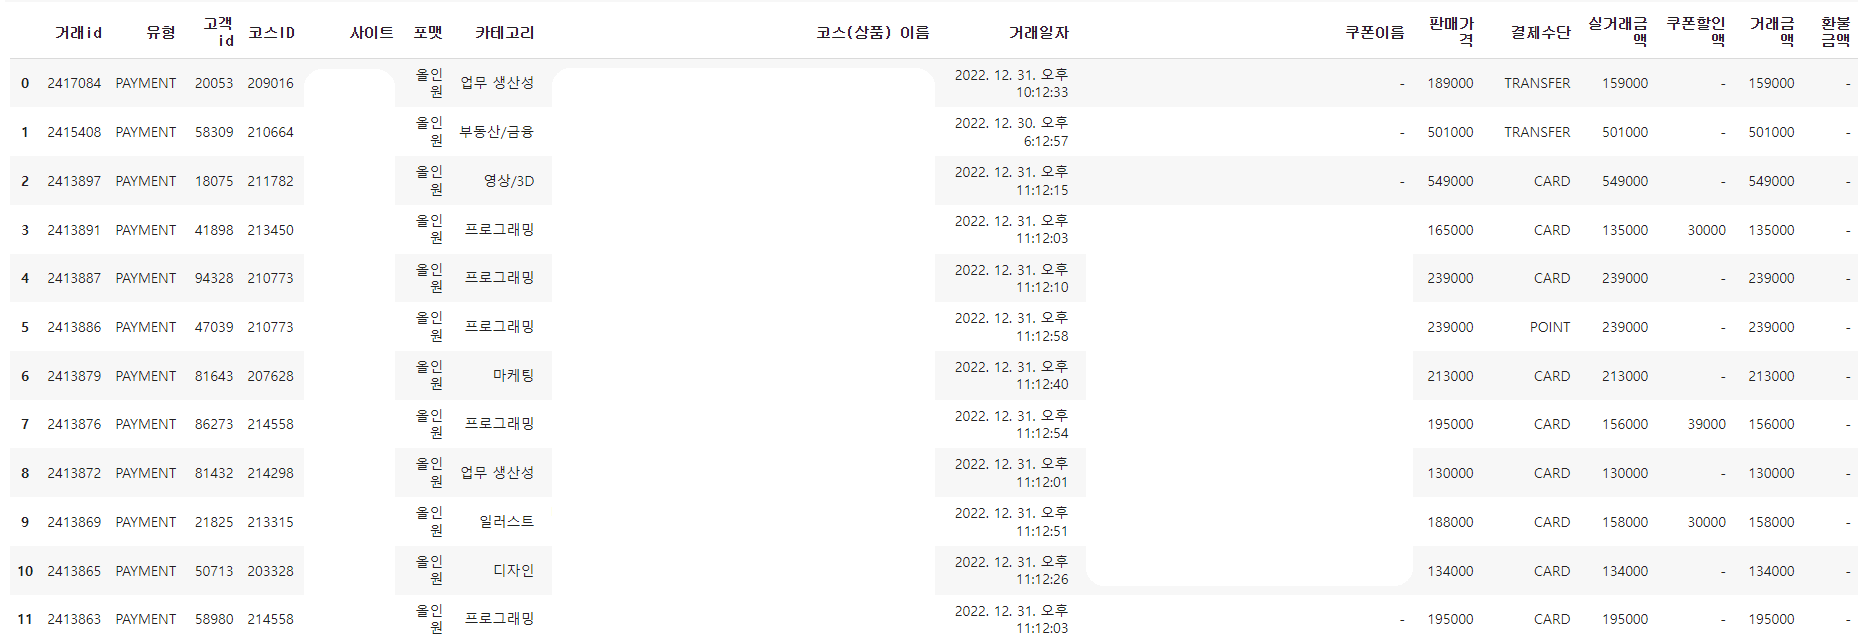 거래id 유형 고객id 코스ID 사이트 포맷 카테고리 코스(상품) 이름 거래일자 쿠폰이름 판매가격 결제수단 실거래금액 쿠폰할인액 거래금액 환불금액
0 2417084 PAYMENT 20053 209016 올인원 업무 생산성 2022. 12. 31. 오후 10:12:33 - 189000 TRANSFER 159000 - 159000 -
1 2415408 PAYMENT 58309 210664 올인원 부동산/금융 2022. 12. 30. 오후 6:12:57 - 501000 TRANSFER 501000 - 501000 -
2 2413897 PAYMENT 18075 211782 올인원 영상/3D 2022. 12. 31. 오후 11:12:15 - 549000 CARD 549000 - 549000 -
3 2413891 PAYMENT 41898 213450 올인원 프로그래밍 2022. 12. 31. 오후 11:12:03 165000 CARD 135000 30000 135000 -
4 2413887 PAYMENT 94328 210773 올인원 프로그래밍 2022. 12. 31. 오후 11:12:10 239000 CARD 239000 - 239000 -
5 2413886 PAYMENT 47039 210773 올인원 프로그래밍 2022. 12. 31. 오후 11:12:58 239000 POINT 239000 - 239000 -
6 2413879 PAYMENT 81643 207628 올인원 마케팅 2022. 12. 31. 오후 11:12:40 213000 CARD 213000 - 213000 -
7 2413876 PAYMENT 86273 214558 올인원 프로그래밍 2022. 12. 31. 오후 11:12:54 195000 CARD 156000 39000 156000 -
8 2413872 PAYMENT 81432 214298 올인원 업무 생산성 2022. 12. 31. 오후 11:12:01 130000 CARD 130000 - 130000 -
9 2413869 PAYMENT 21825 213315 올인원 일러스트 2022. 12. 31. 오후 11:12:51 188000 CARD 158000 30000 158000 -
10 2413865 PAYMENT 50713 203328 올인원 디자인 2022. 12. 31. 오후 11:12:26 134000 CARD 134000 - 134000 -
11 2413863 PAYMENT 58980 214558 올인원 프로그래밍 2022. 12. 31. 오후 11:12:03 - 195000 CARD 195000 - 195000 -